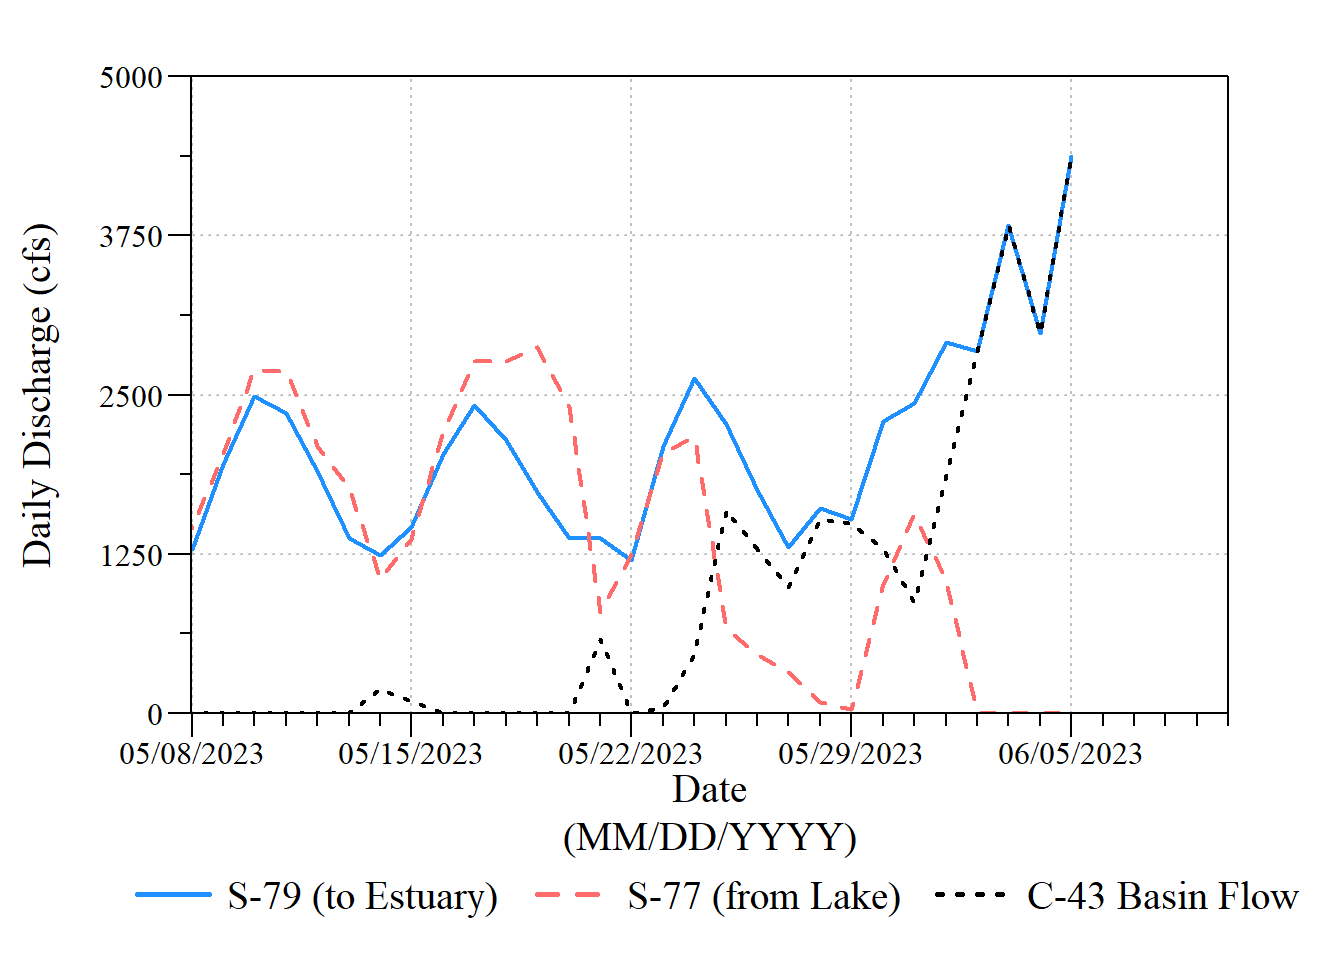 5000
3750
2500
1250
0
Daily Discharge (cfs)
05/08/2023 05/15/2023 05/22/2023 05/29/2023 06/05/2023
Date
(MM/DD/YYYY)
S-79 (to Estuary) S-77 (from Lake) C-43 Basin Flow